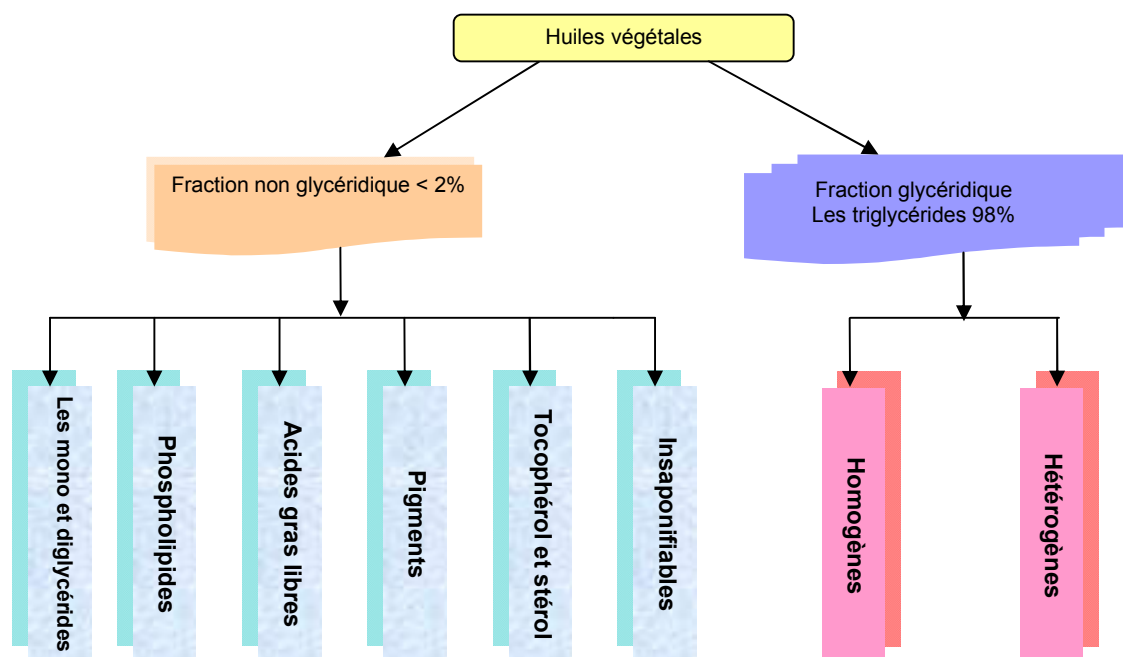 Huiles végétales
Fraction non glycéridique < 2%
Fraction glycéridique
Les triglycérides 98%
Les mono et diglycérides
Phospholipides
Acides gras libres
Pigments
Tocophérol et stérol
Insaponifiables
Homogènes
Hétérogènes